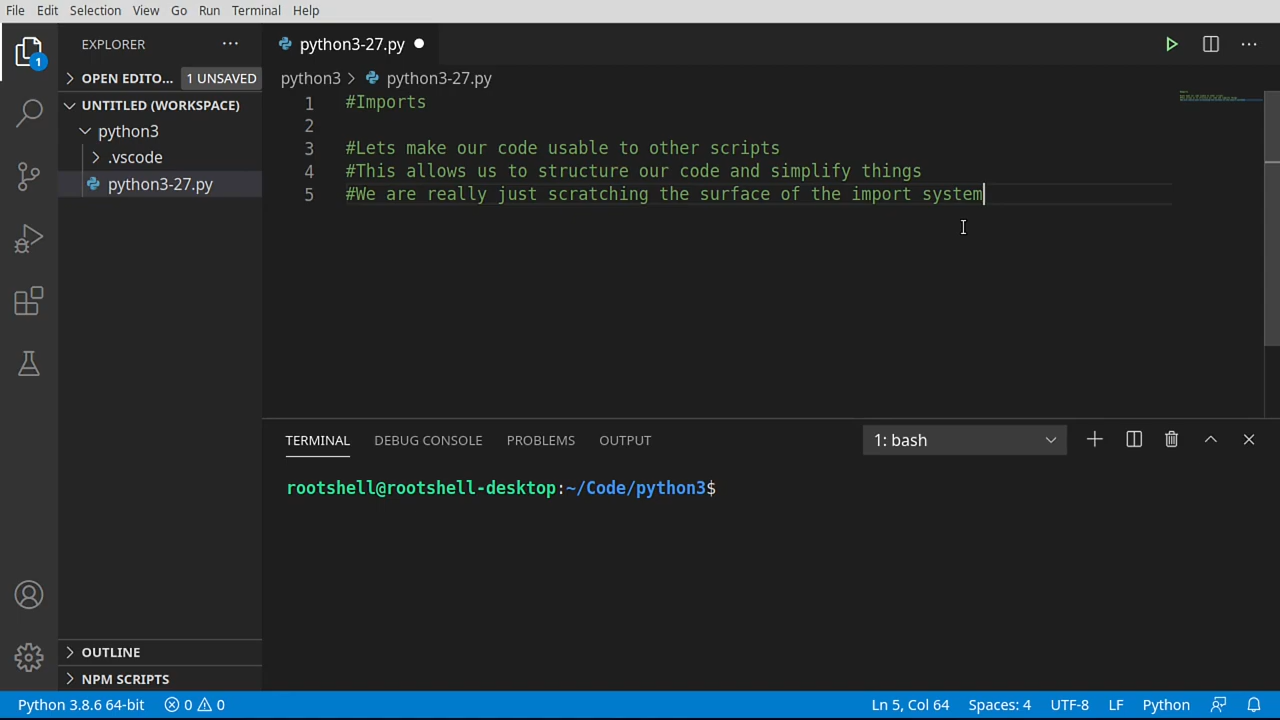 File Edit Selection View Go Run Terminal Help
EXPLORER
python3-27.py
1
OPEN EDITO... 1 UNSAVED
python3 > python3-27.py
UNTITLED (WORKSPACE)
python3
.vscode
python3-27.py
1 #Imports
2
3 #Lets make our code usable to other scripts
4 #This allows us to structure our code and simplify things
5 #We are really just scratching the surface of the import system
TERMINAL DEBUG CONSOLE PROBLEMS OUTPUT 1: bash
rootshell@rootshell-desktop:~/Code/python3$
OUTLINE
NPM SCRIPTS
Python 3.8.6 64-bit 0 0 Ln 5, Col 64 Spaces: 4 UTF-8 LF Python